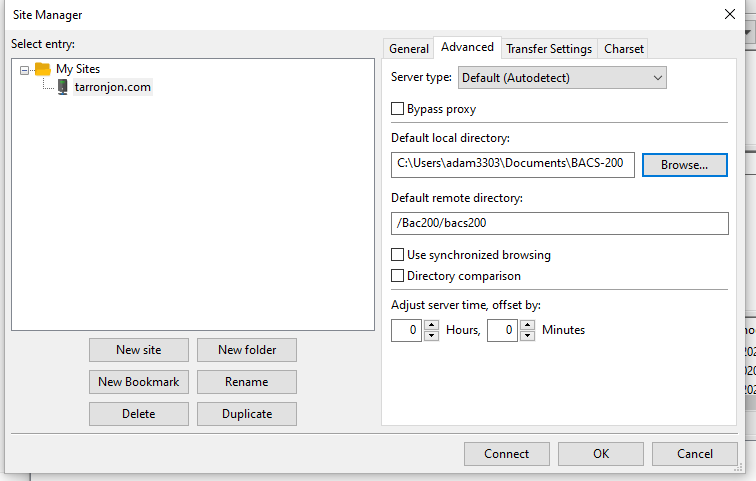 Site Manager
Select entry:
My Sites
tarronjon.com
New site
New folder
New Bookmark
Rename
Delete
Duplicate
General
Advanced
Transfer Settings
Charset
Server type:
Default (Autodetect)
Bypass proxy
Default local directory:
C:\Users\adam3303\Documents\BACS-200
Browse...
Default remote directory:
/Bac200/bacs200
Use synchronized browsing
Directory comparison
Adjust server time, offset by:
0 Hours, 0 Minutes
Connect
OK
Cancel